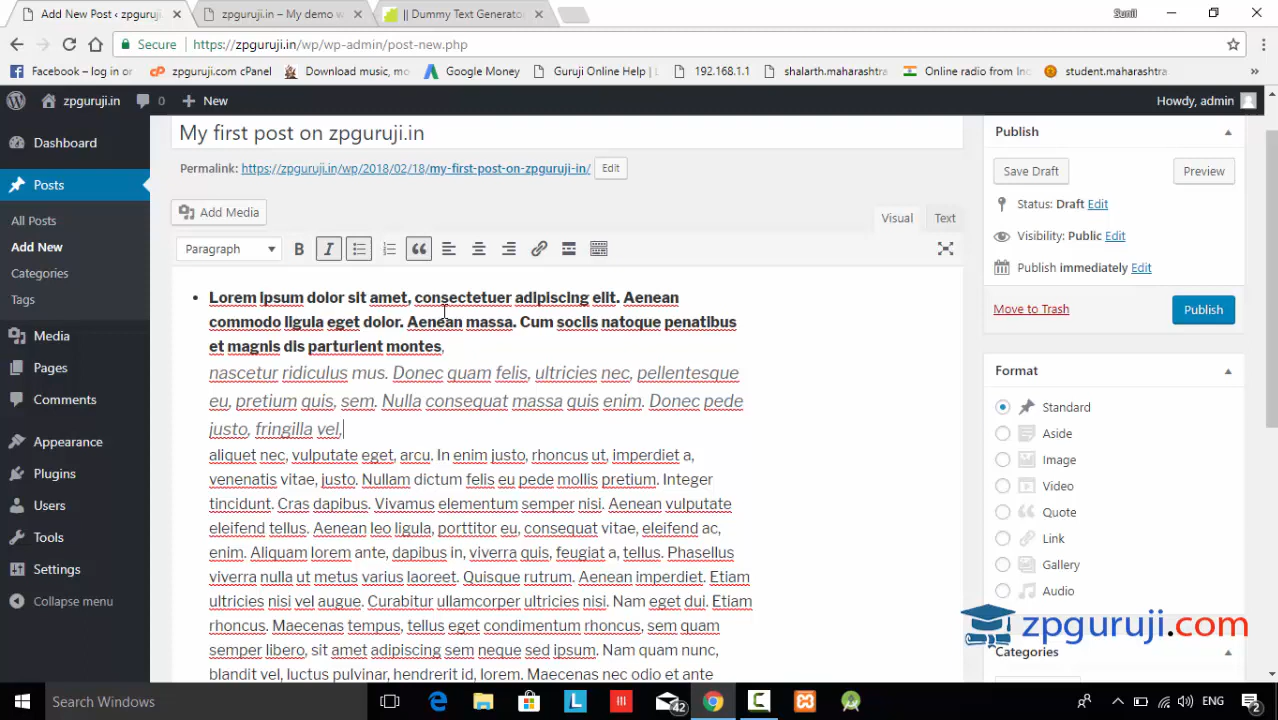 Add New Post ‹ zpguruji.
zpguruji.in – My demo w
|| Dummy Text Generato
Sunil
Secure
https://zpguruji.in/wp/wp-admin/post-new.php
Facebook – log in or
zpguruji.com cPanel
Download music, mo
Google Money
Guruji Online Help | L
192.168.1.1
shalarth.maharashtra
Online radio from Ind
student.maharashtra.
»
zpguruji.in
0
New
Howdy, admin
Dashboard
Posts
All Posts
Add New
Categories
Tags
Media
Pages
Comments
Appearance
Plugins
Users
Tools
Settings
Collapse menu
My first post on zpguruji.in
Permalink: https://zpguruji.in/wp/2018/02/18/my-first-post-on-zpguruji-in/ Edit
Add Media
Visual
Text
Paragraph
B
I
• Lorem ipsum dolor sit amet, consectetuer adipiscing elit. Aenean
commodo ligula eget dolor. Aenean massa. Cum sociis natoque penatibus
et magnis dis parturient montes,
nascetur ridiculus mus. Donec quam felis, ultricies nec, pellentesque
eu, pretium quis, sem. Nulla consequat massa quis enim. Donec pede
justo, fringilla vel,
aliquet nec, vulputate eget, arcu. In enim justo, rhoncus ut, imperdiet a,
venenatis vitae, justo. Nullam dictum felis eu pede mollis pretium. Integer
tincidunt. Cras dapibus. Vivamus elementum semper nisi. Aenean vulputate
eleifend tellus. Aenean leo ligula, porttitor eu, consequat vitae, eleifend ac,
enim. Aliquam lorem ante, dapibus in, viverra quis, feugiat a, tellus. Phasellus
viverra nulla ut metus varius laoreet. Quisque rutrum. Aenean imperdiet. Etiam
ultricies nisi vel augue. Curabitur ullamcorper ultricies nisi. Nam eget dui. Etiam
rhoncus. Maecenas tempus, tellus eget condimentum rhoncus, sem quam
semper libero, sit amet adipiscing sem neque sed ipsum. Nam quam nunc,
blandit vel, luctus pulvinar, hendrerit id, lorem. Maecenas nec odio et ante
Publish
Save Draft
Preview
Status: Draft Edit
Visibility: Public Edit
Publish immediately Edit
Move to Trash
Publish
Format
Standard
Aside
Image
Video
Quote
Link
Gallery
Audio
zpguruji.com
Categories
Search Windows
42
ENG
2